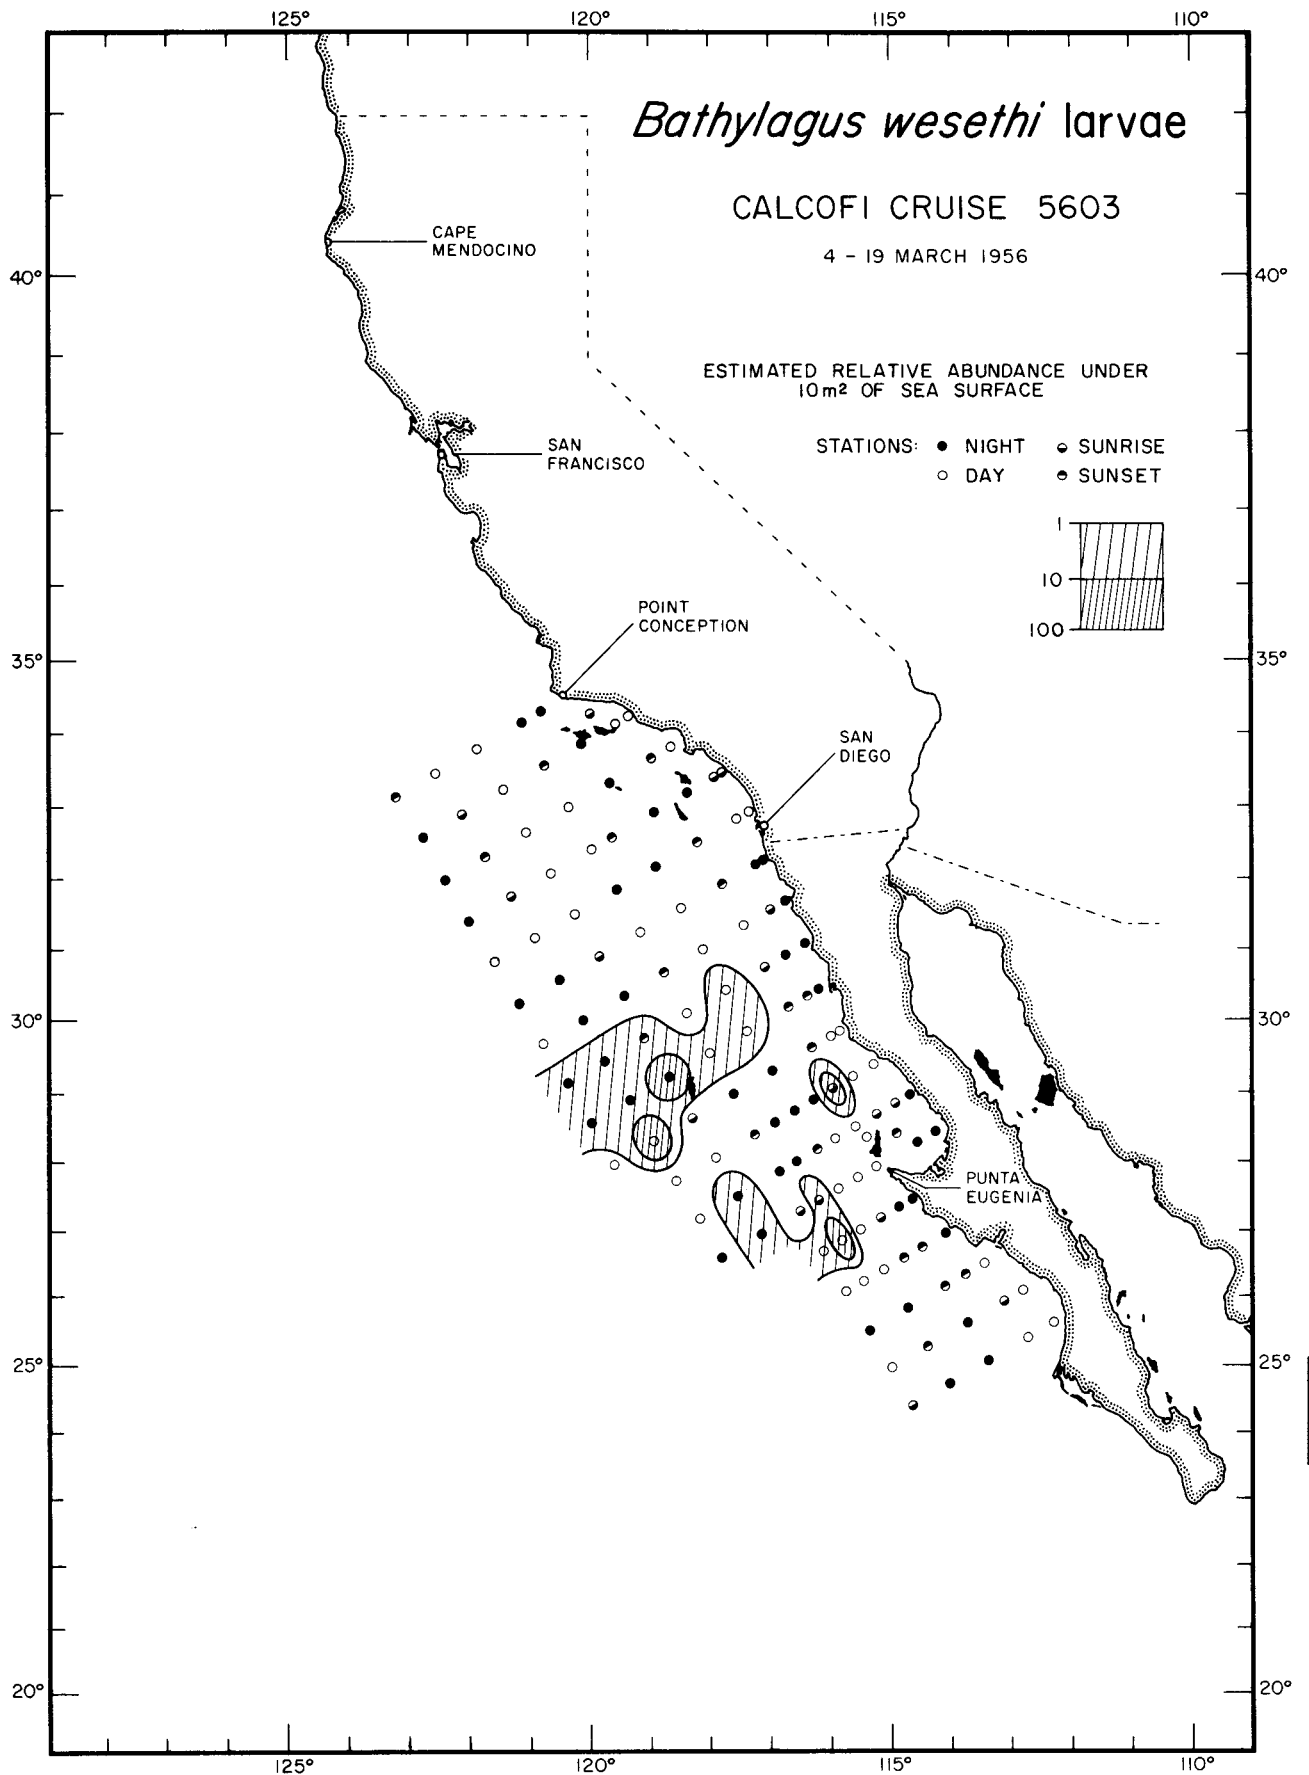 125° 120° 115° 110°
Bathylagus wesethi larvae
CALCOFI CRUISE 5603
4 – 19 MARCH 1956
CAPE
MENDOCINO
40° 40°
ESTIMATED RELATIVE ABUNDANCE UNDER
10m² OF SEA SURFACE
STATIONS: NIGHT SUNRISE
DAY SUNSET
SAN
FRANCISCO
1
10
100
POINT
CONCEPTION
35° 35°
SAN
DIEGO
30° 30°
PUNTA
EUGENIA
25° 25°
20° 20°
125° 120° 115° 110°